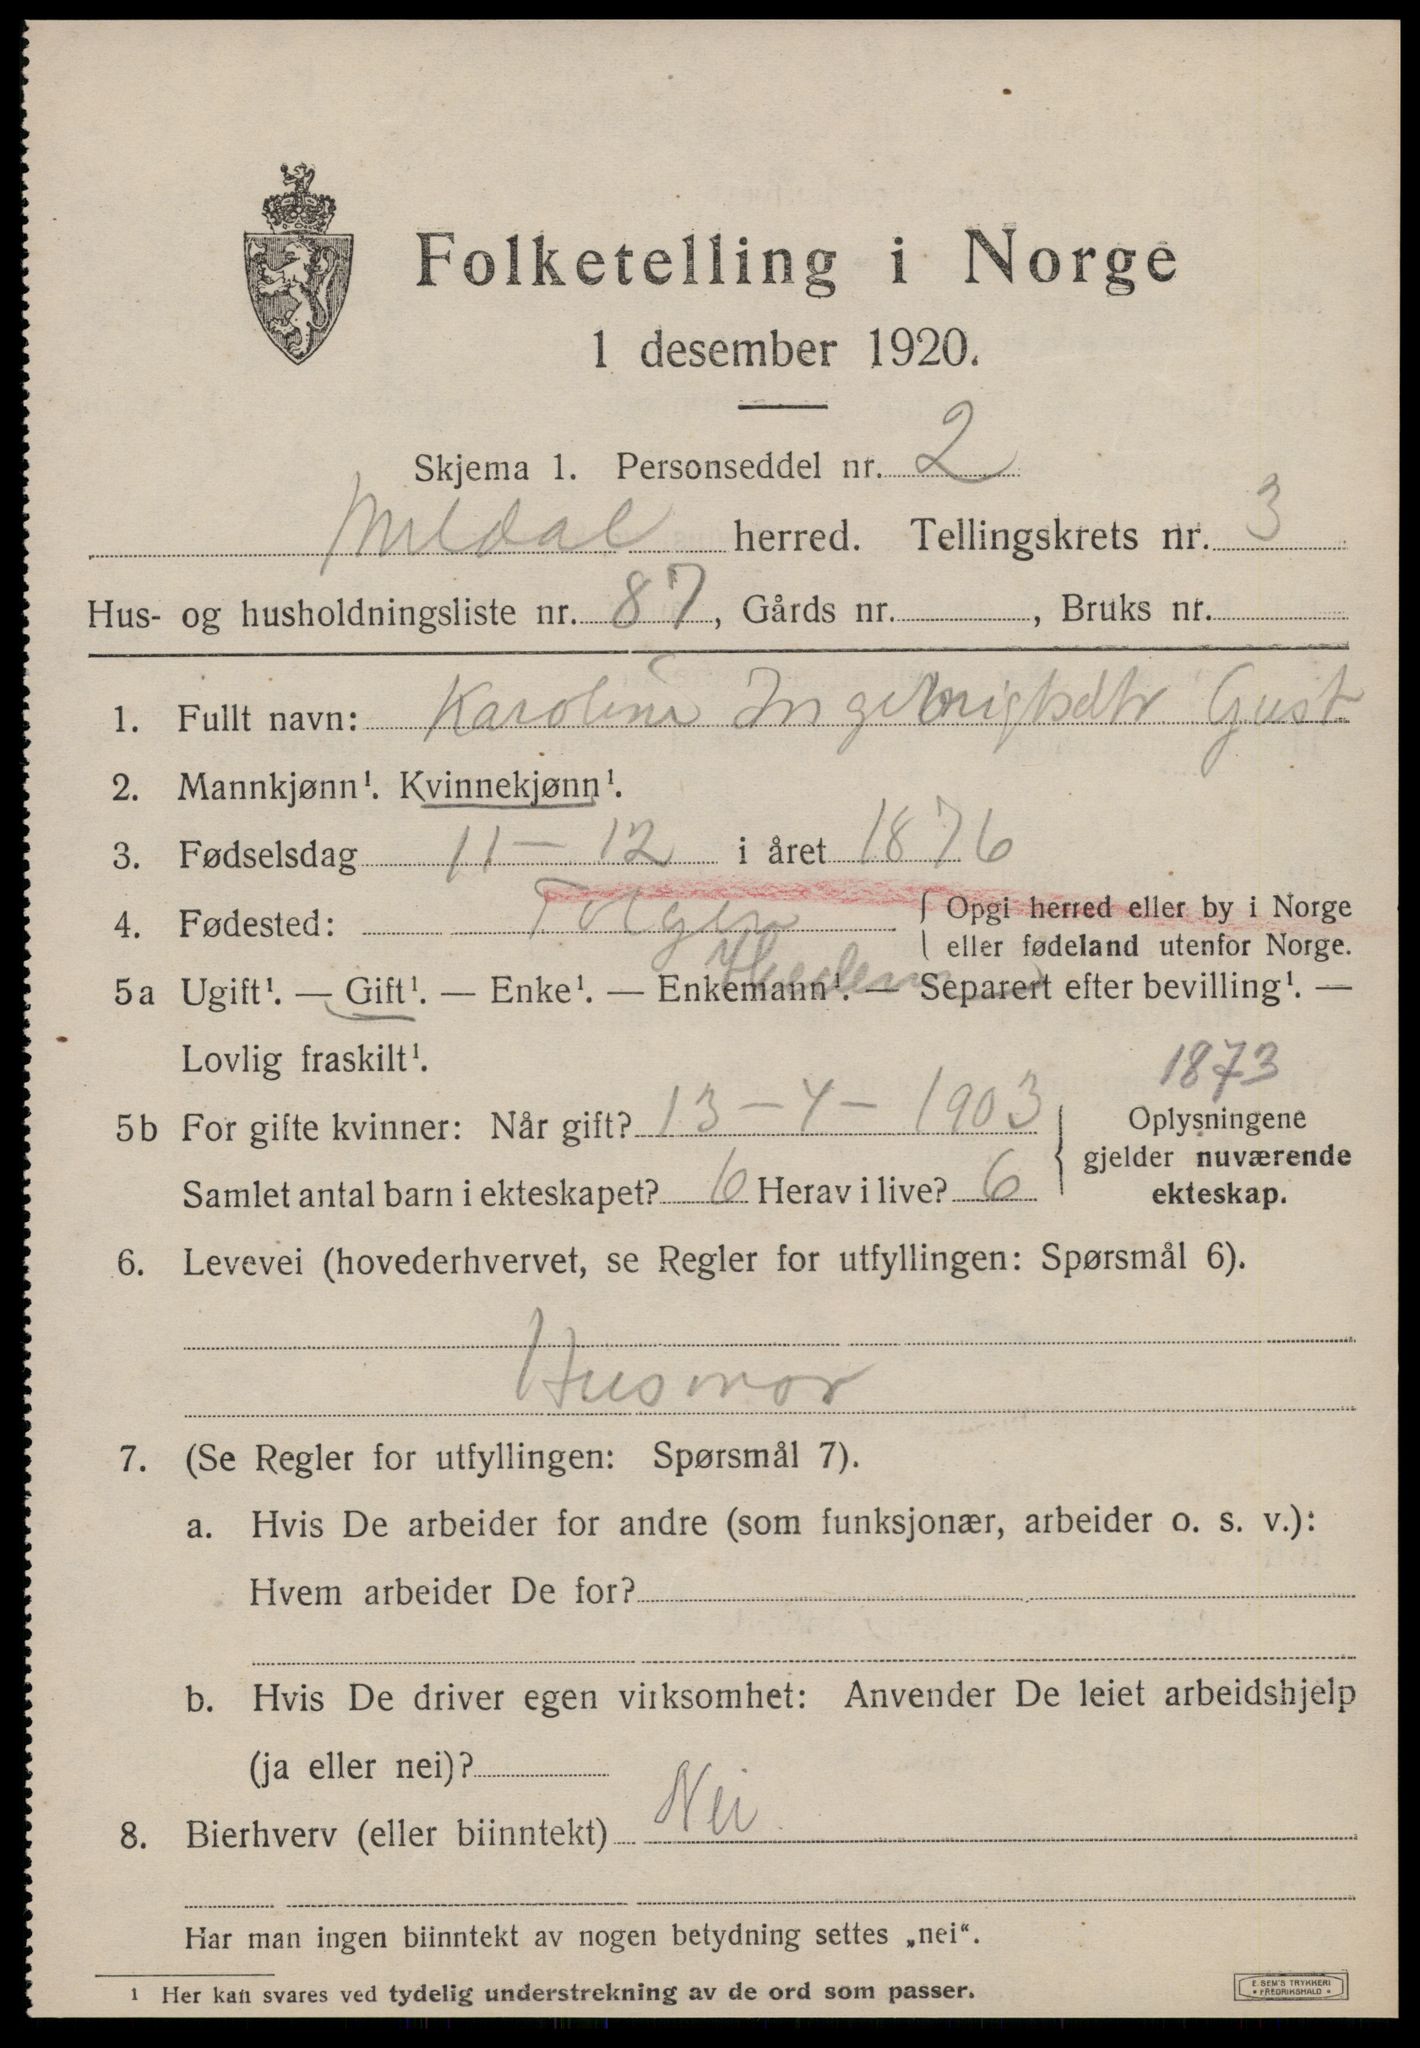 Folketelling i Norge
1 desember 1920.
Skjema 1. Personseddel nr. 2
Meldal herred. Tellingskrets nr. 3
Hus- og husholdningsliste nr. 87, Gårds nr. , Bruks nr.
1. Fullt navn: Karolina Ingebrigtsdtr Gust
2. Mannkjønn¹. Kvinnekjønn¹.
3. Fødselsdag 11 – 12 i året 1876
4. Fødested: Tolgen { Opgi herred eller by i Norge
eller fødeland utenfor Norge.
Hedem
5a Ugift¹. — Gift¹. — Enke¹. — Enkemann¹. — Separert efter bevilling¹. —
Lovlig fraskilt¹.
1873
5b For gifte kvinner: Når gift? 13 – 4 – 1903
Samlet antal barn i ekteskapet? 6 Herav i live? 6
Oplysningene
gjelder nuværende
ekteskap.
6. Levevei (hovederhvervet, se Regler for utfyllingen: Spørsmål 6).
Husmor
7. (Se Regler for utfyllingen: Spørsmål 7).
a. Hvis De arbeider for andre (som funksjonær, arbeider o. s. v.):
Hvem arbeider De for?
b. Hvis De driver egen virksomhet: Anvender De leiet arbeidshjelp
(ja eller nei)?
8. Bierhverv (eller biinntekt) Nei
Har man ingen biinntekt av nogen betydning settes „nei“.
1 Her kan svares ved tydelig understrekning av de ord som passer.
E. SEM'S TRYKKERI
• FREDRIKSHALD •